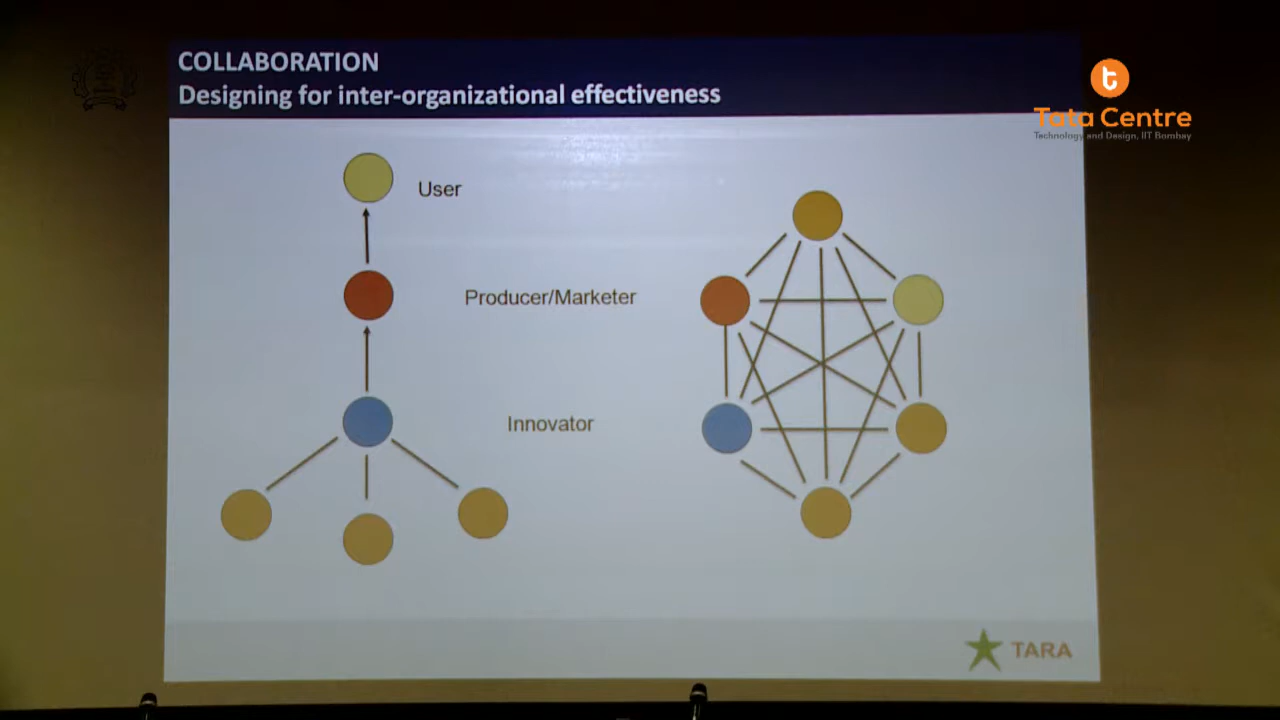 COLLABORATION
Designing for inter-organizational effectiveness
t
Tata Centre
Technology and Design, IIT Bombay
User
Producer/Marketer
Innovator
TARA